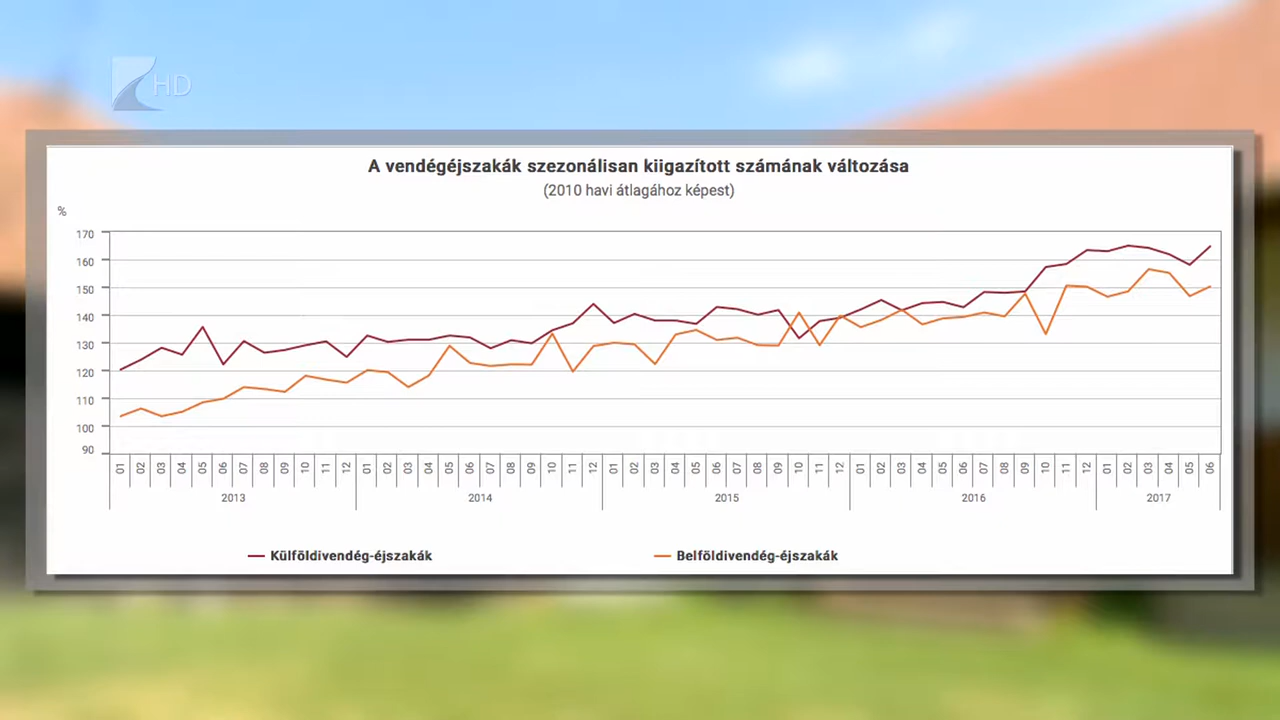 HD
A vendégéjszakák szezonálisan kiigazított számának változása
(2010 havi átlagához képest)
%
170
160
150
140
130
120
110
100
90
01 02 03 04 05 06 07 08 09 10 11 12 01 02 03 04 05 06 07 08 09 10 11 12 01 02 03 04 05 06 07 08 09 10 11 12 01 02 03 04 05 06 07 08 09 10 11 12 01 02 03 04 05 06
2013 2014 2015 2016 2017
Külföldivendég-éjszakák Belföldivendég-éjszakák